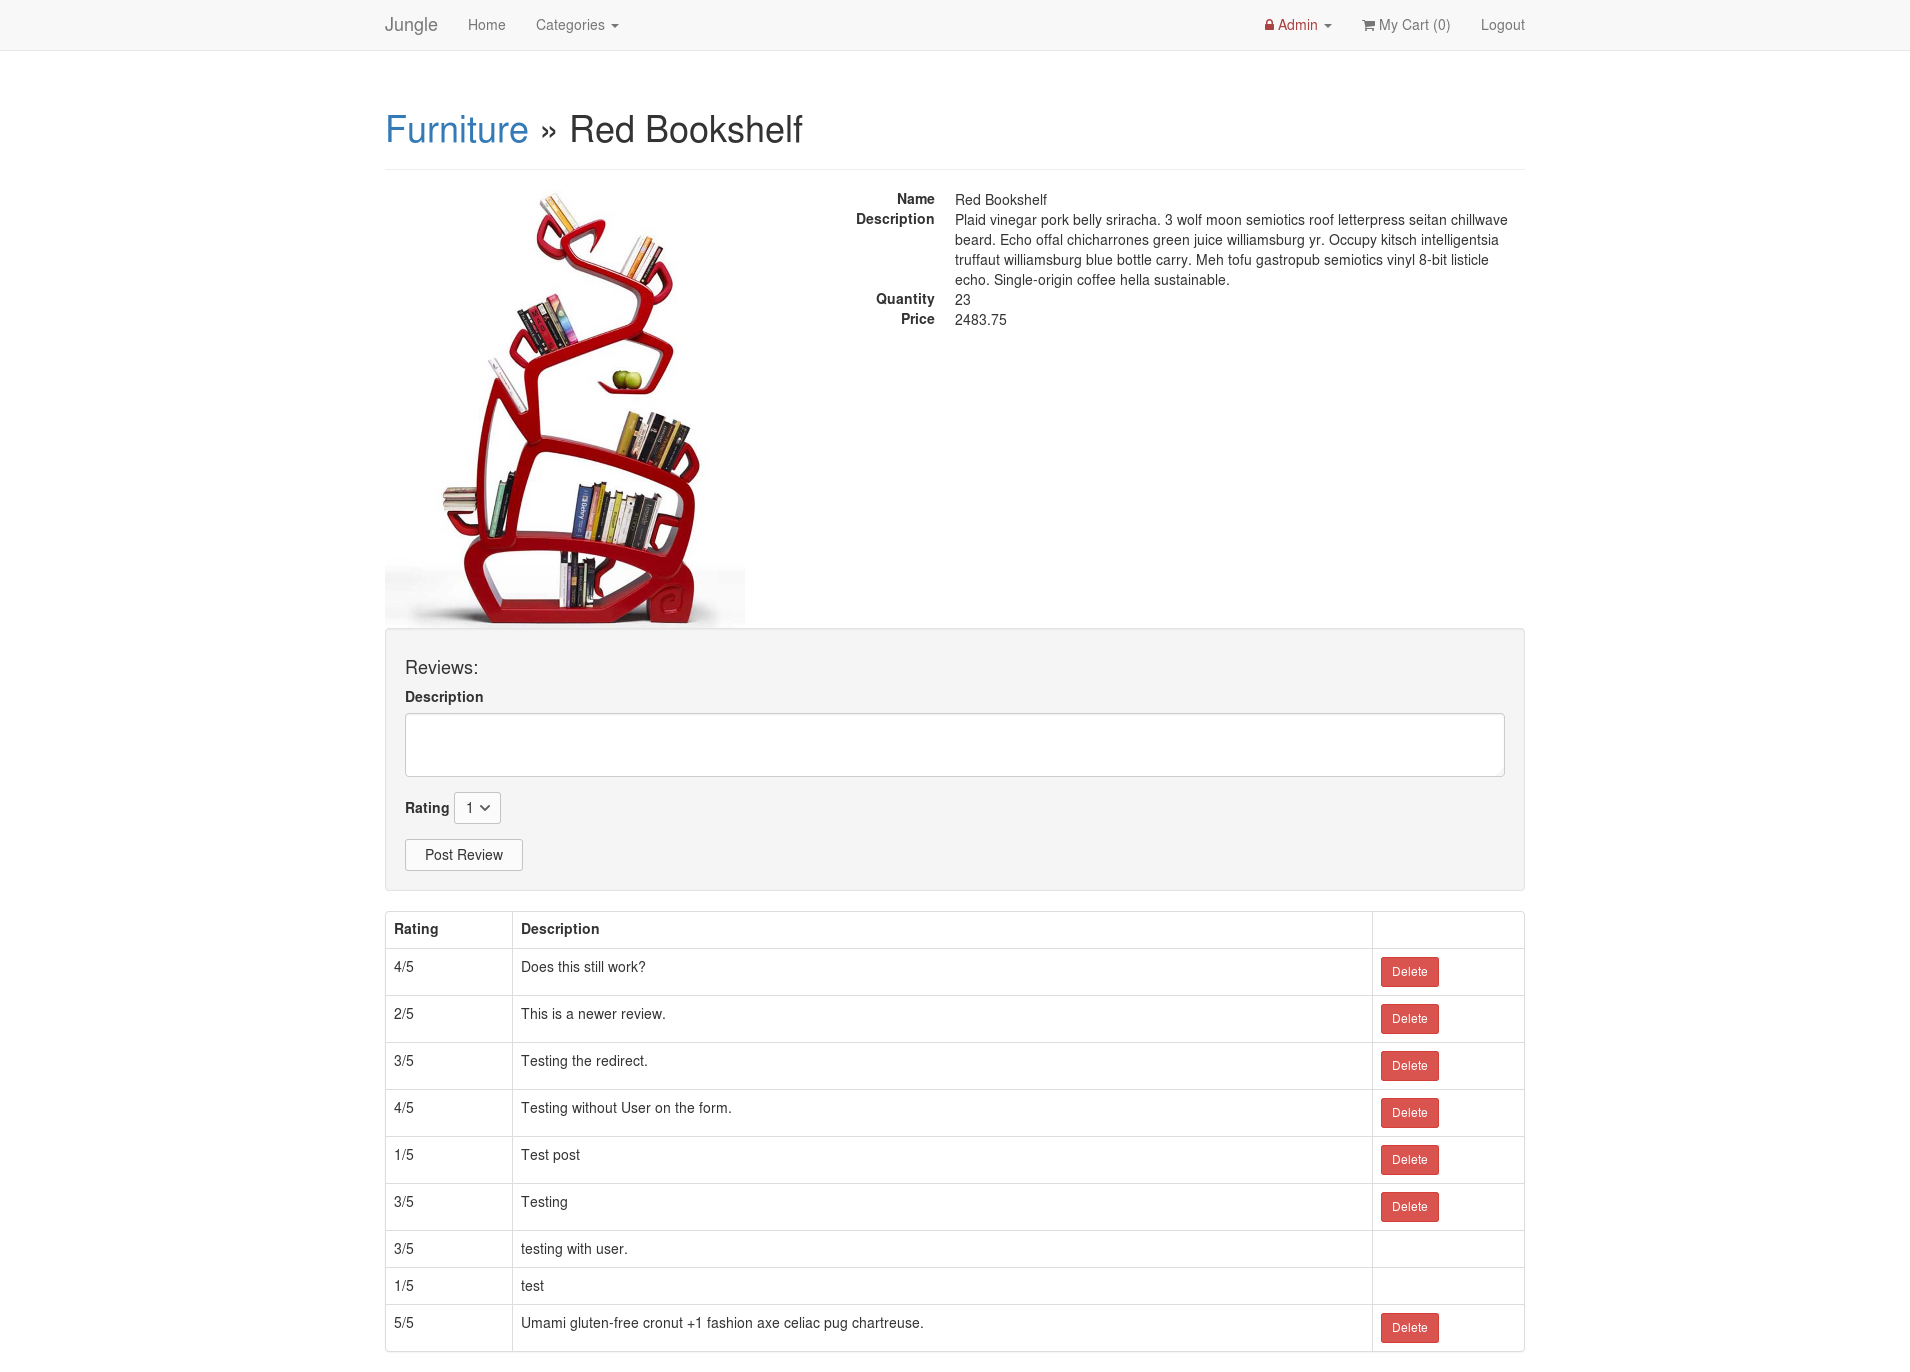 Jungle Home Categories Admin My Cart (0) Logout
Furniture » Red Bookshelf
Name Red Bookshelf
Description Plaid vinegar pork belly sriracha. 3 wolf moon semiotics roof letterpress seitan chillwave
beard. Echo offal chicharrones green juice williamsburg yr. Occupy kitsch intelligentsia
truffaut williamsburg blue bottle carry. Meh tofu gastropub semiotics vinyl 8-bit listicle
echo. Single-origin coffee hella sustainable.
Quantity 23
Price 2483.75
Reviews:
Description
Rating 1
Post Review
Rating Description
4/5 Does this still work? Delete
2/5 This is a newer review. Delete
3/5 Testing the redirect. Delete
4/5 Testing without User on the form. Delete
1/5 Test post Delete
3/5 Testing Delete
3/5 testing with user.
1/5 test
5/5 Umami gluten-free cronut +1 fashion axe celiac pug chartreuse. Delete